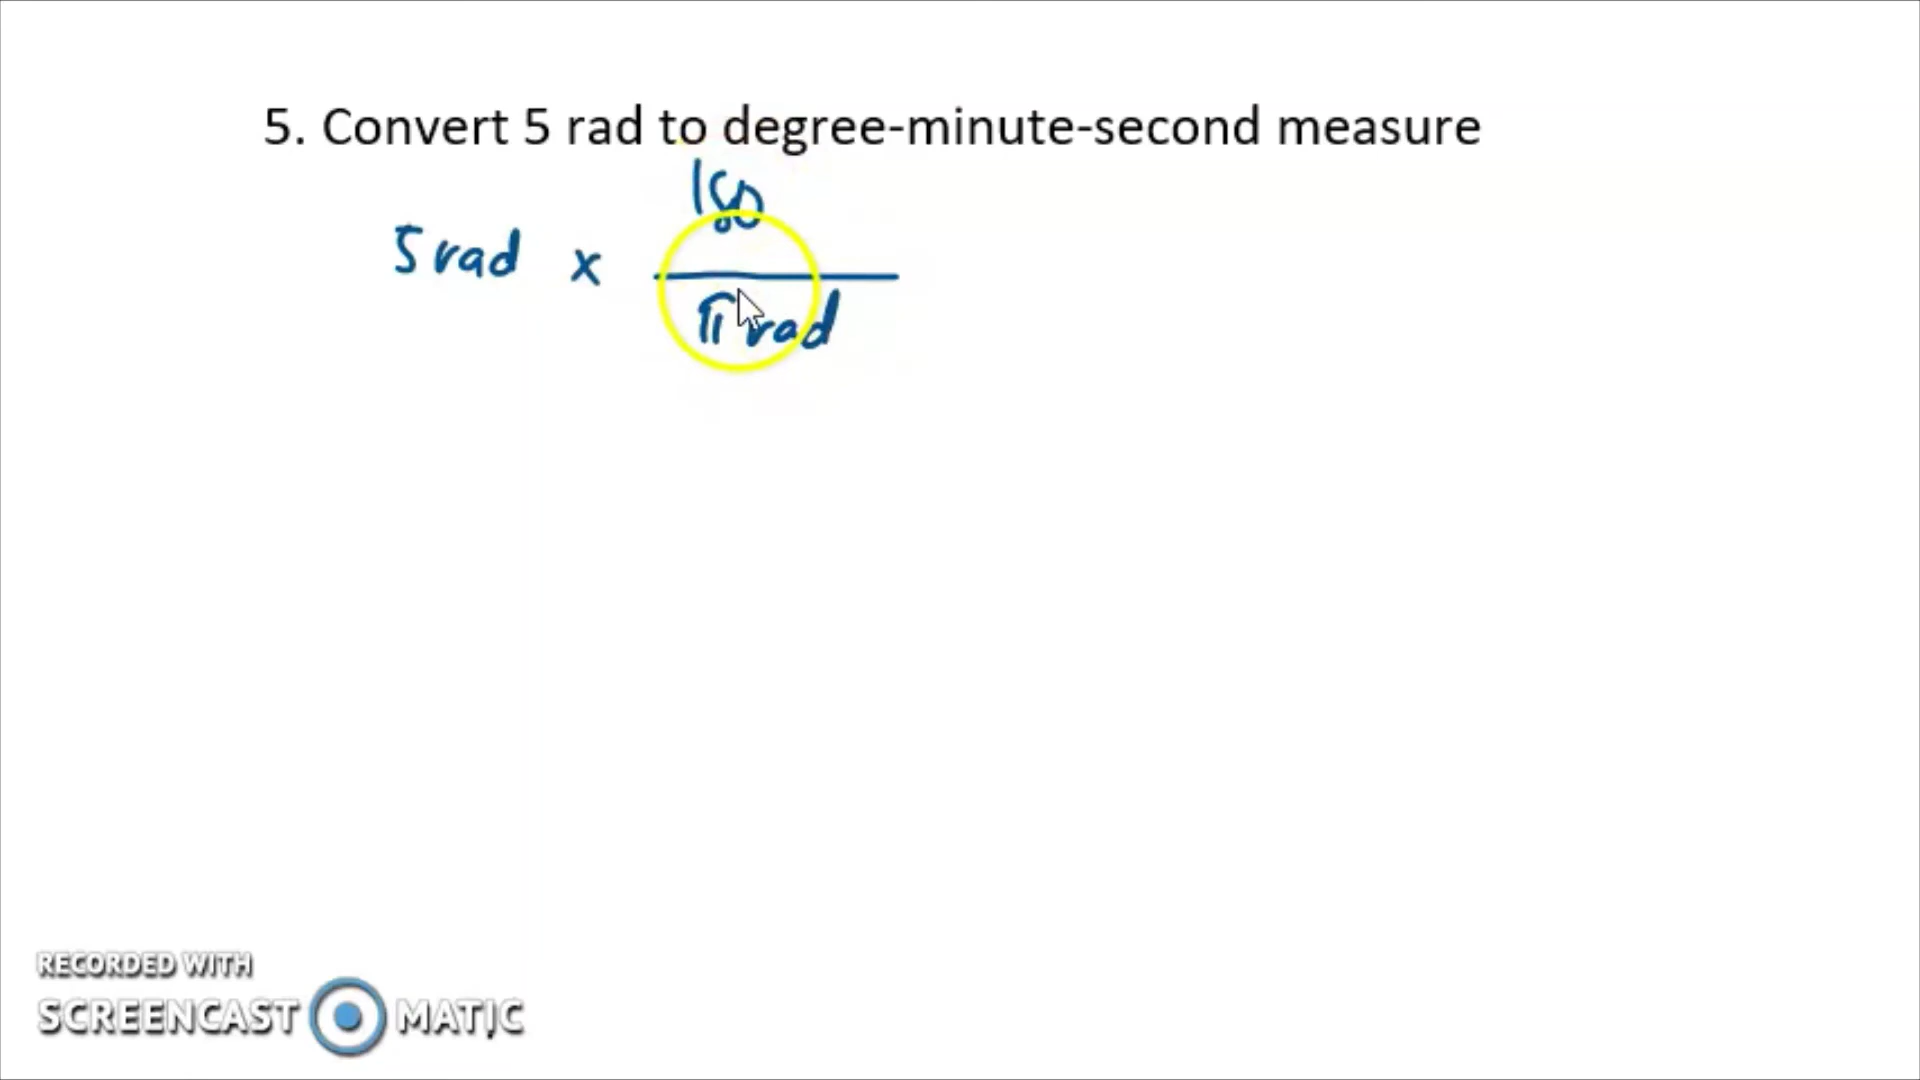 5. Convert 5 rad to degree-minute-second measure
180
5 rad x
π rad
RECORDED WITH
SCREENCAST MATIC